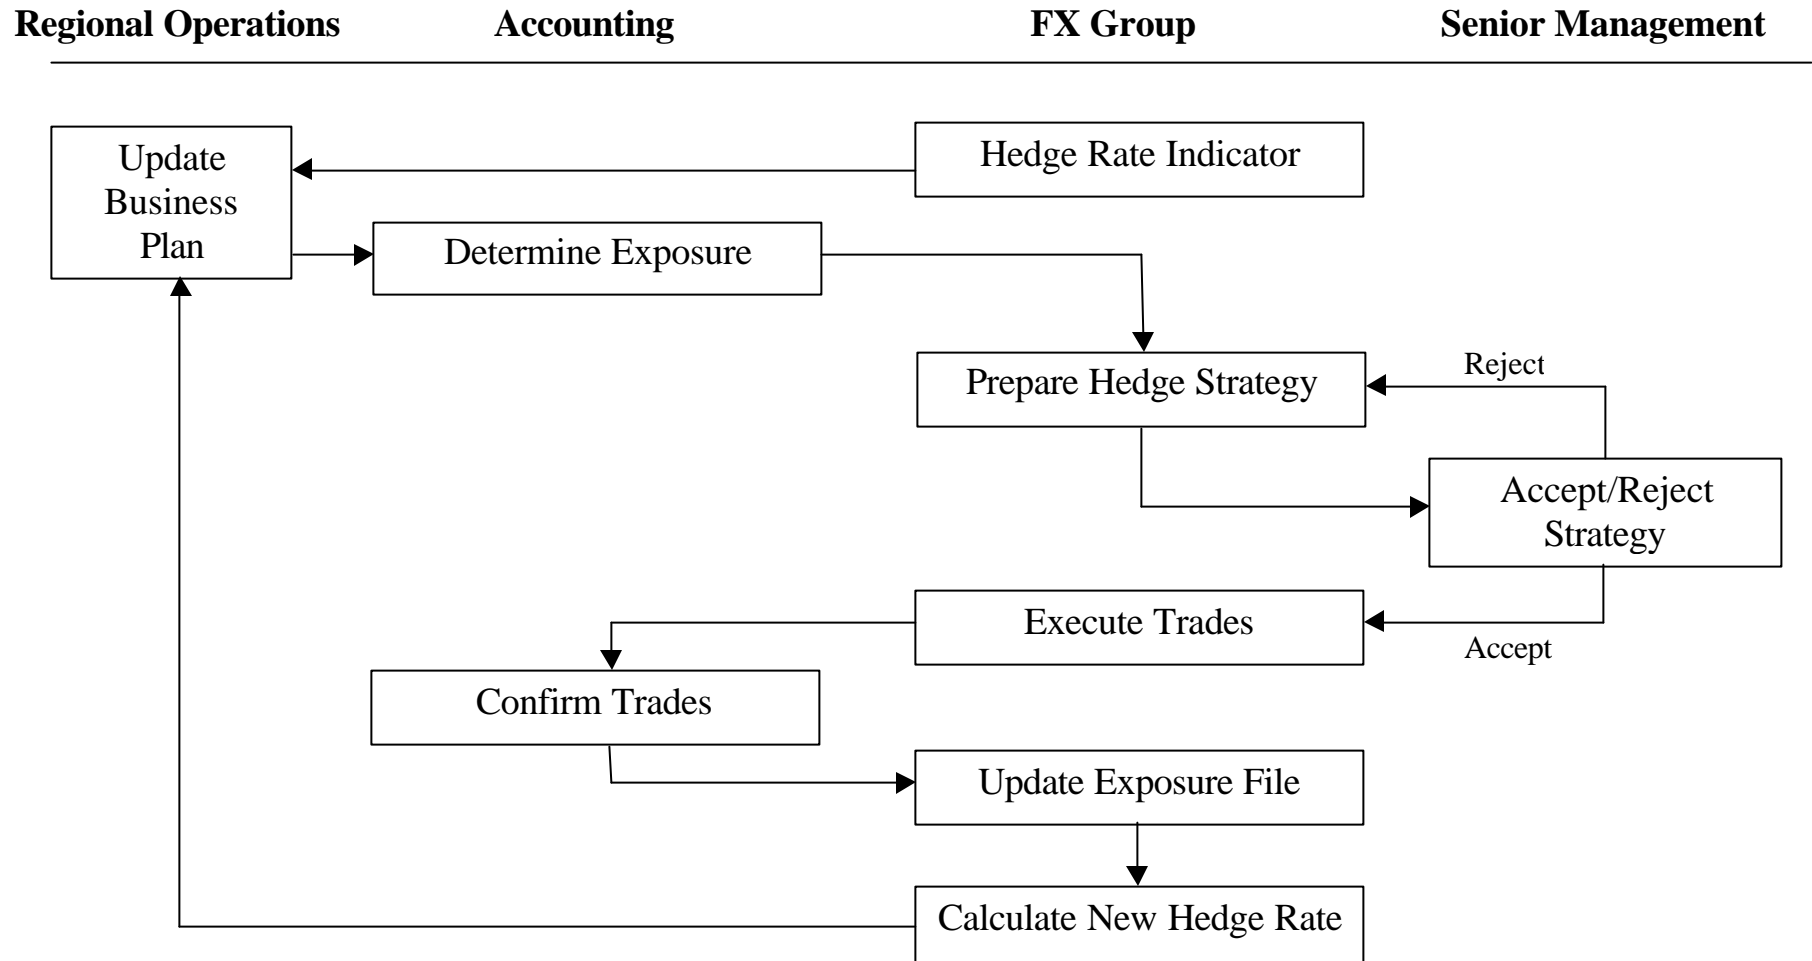 Regional Operations
Accounting
FX Group
Senior Management
Hedge Rate Indicator
Update
Business
Plan
Determine Exposure
Prepare Hedge Strategy
Reject
Accept/Reject
Strategy
Execute Trades
Accept
Confirm Trades
Update Exposure File
Calculate New Hedge Rate